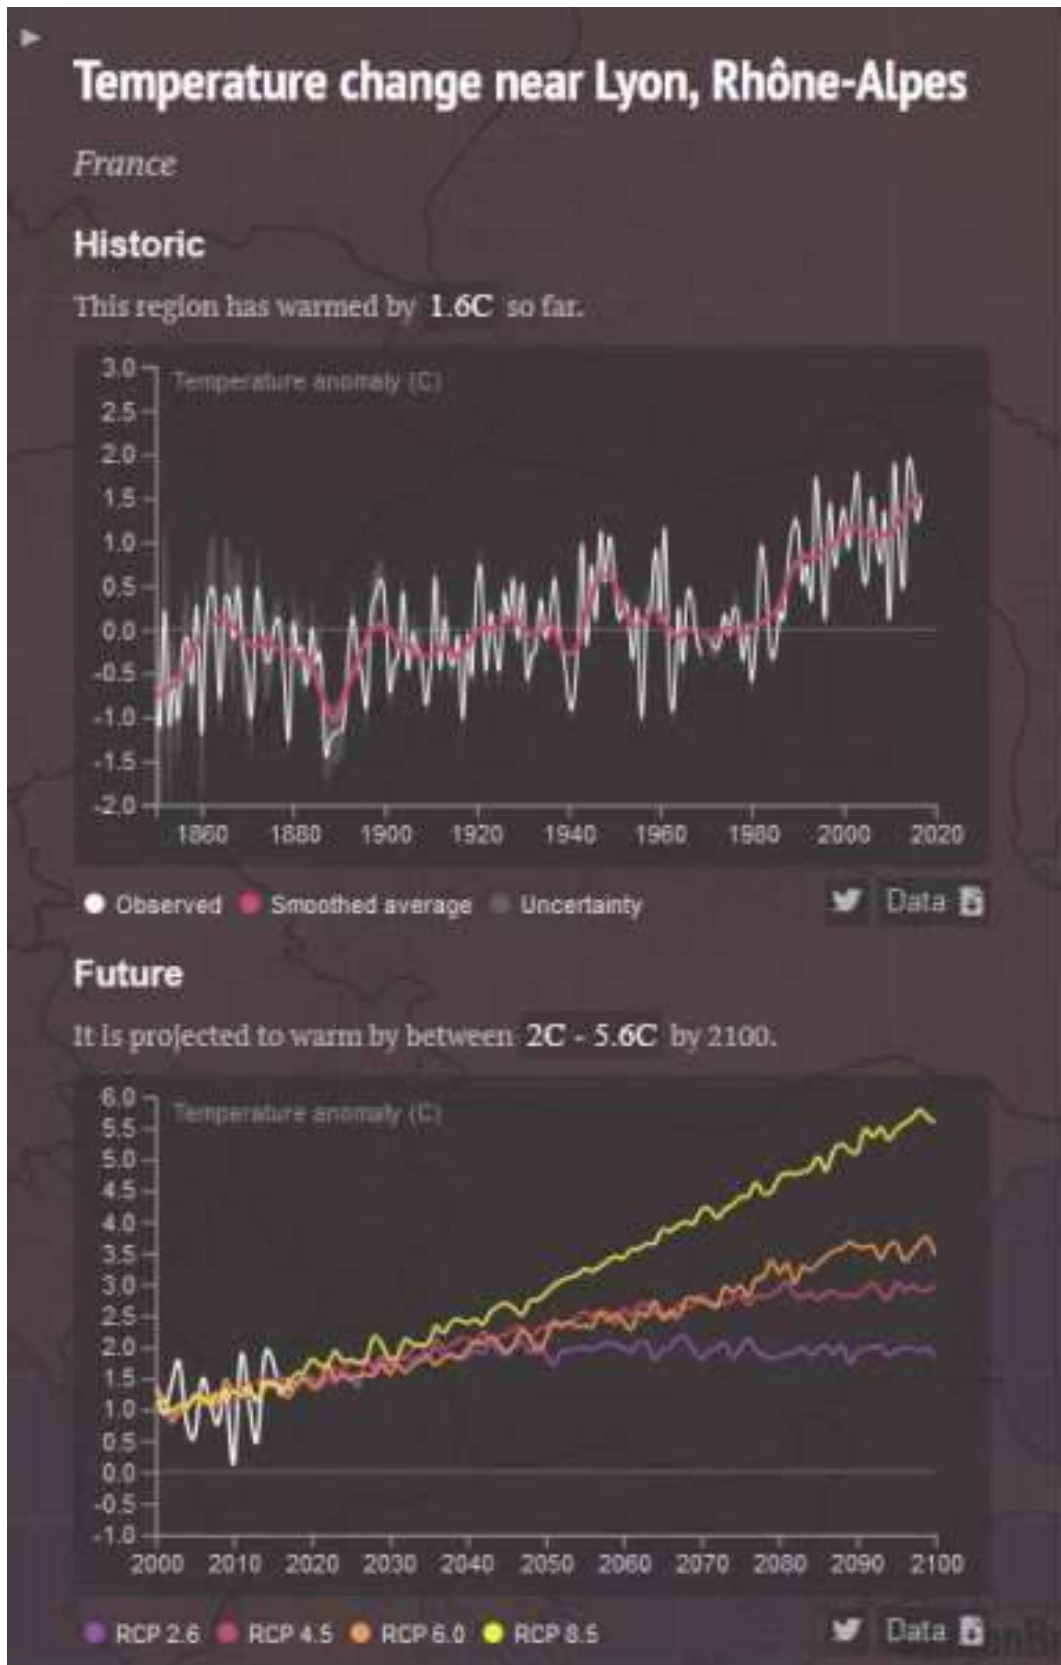 Temperature change near Lyon, Rhône-Alpes
France
Historic
This region has warmed by 1.6C so far.
Temperature anomaly (C)
3.0
2.5
2.0
1.5
1.0
0.5
0.0
-0.5
-1.0
-1.5
-2.0
1860 1880 1900 1920 1940 1960 1980 2000 2020
Observed Smoothed average Uncertainty Data
Future
It is projected to warm by between 2C - 5.6C by 2100.
Temperature anomaly (C)
6.0
5.5
5.0
4.5
4.0
3.5
3.0
2.5
2.0
1.5
1.0
0.5
0.0
-0.5
-1.0
2000 2010 2020 2030 2040 2050 2060 2070 2080 2090 2100
RCP 2.6 RCP 4.5 RCP 6.0 RCP 8.5 Data